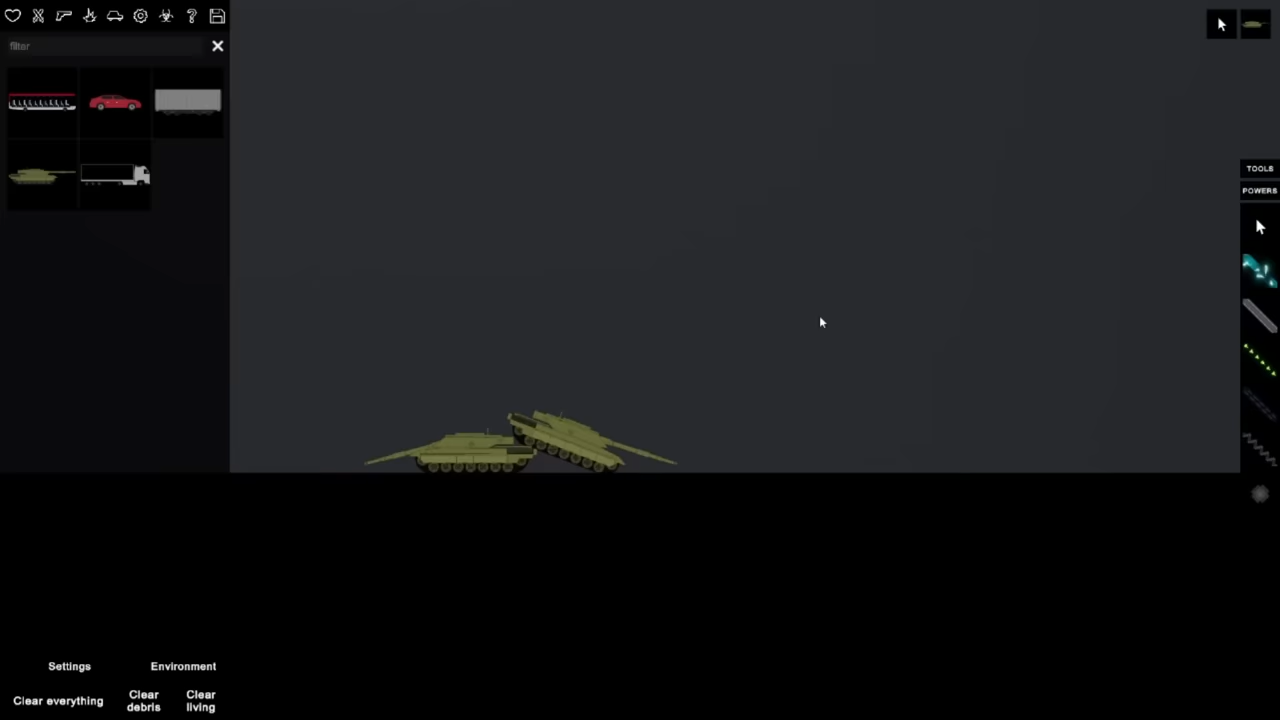 filter
TOOLS
POWERS
Settings
Environment
Clear everything
Clear
debris
Clear
living